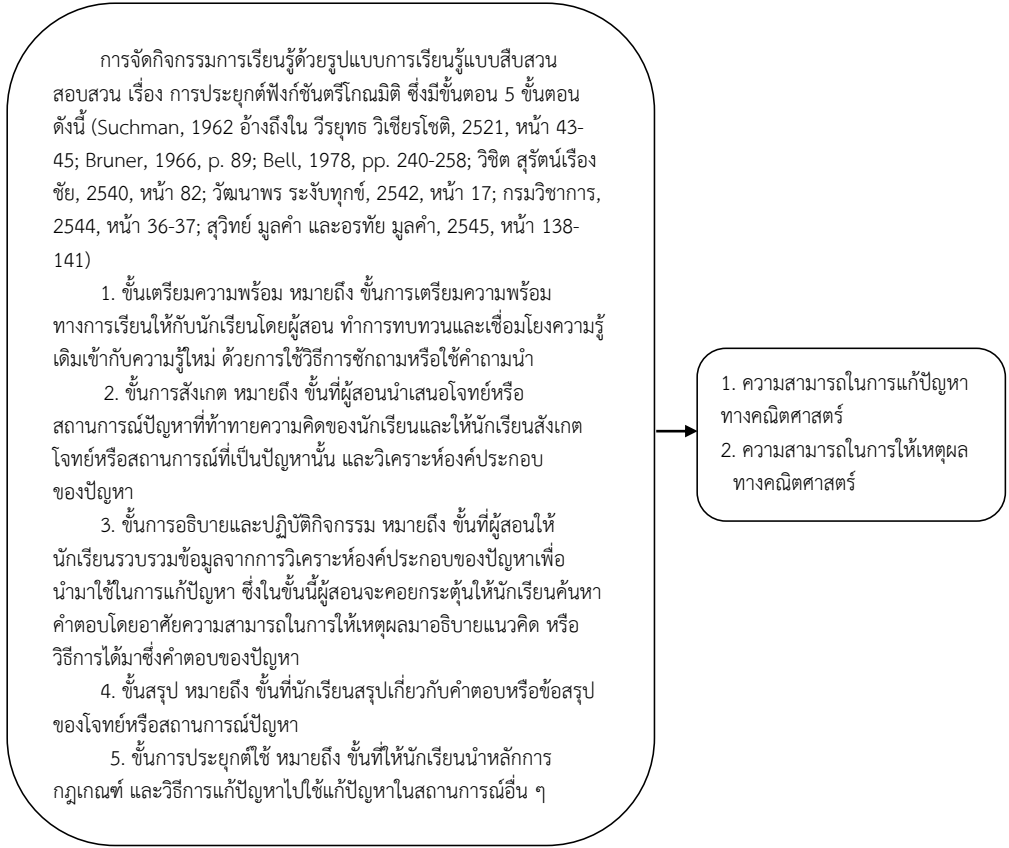 การจัดกิจกรรมการเรียนรู้ด้วยรูปแบบการเรียนรู้แบบสืบสวน
สอบสวน เรื่อง การประยุกต์ฟังก์ชันตรีโกณมิติ ซึ่งมีขั้นตอน 5 ขั้นตอน
ดังนี้ (Suchman, 1962 อ้างถึงใน วีรยุทธ วิเชียรโชติ, 2521, หน้า 43-
45; Bruner, 1966, p. 89; Bell, 1978, pp. 240-258; วิชิต สุรัตน์เรือง
ชัย, 2540, หน้า 82; วัฒนาพร ระงับทุกข์, 2542, หน้า 17; กรมวิชาการ,
2544, หน้า 36-37; สุวิทย์ มูลคำ และอรทัย มูลคำ, 2545, หน้า 138-
141)
1. ขั้นเตรียมความพร้อม หมายถึง ขั้นการเตรียมความพร้อม
ทางการเรียนให้กับนักเรียนโดยผู้สอน ทำการทบทวนและเชื่อมโยงความรู้
เดิมเข้ากับความรู้ใหม่ ด้วยการใช้วิธีการซักถามหรือใช้คำถามนำ
2. ขั้นการสังเกต หมายถึง ขั้นที่ผู้สอนนำเสนอโจทย์หรือ
สถานการณ์ปัญหาที่ท้าทายความคิดของนักเรียนและให้นักเรียนสังเกต
โจทย์หรือสถานการณ์ที่เป็นปัญหานั้น และวิเคราะห์องค์ประกอบ
ของปัญหา
3. ขั้นการอธิบายและปฏิบัติกิจกรรม หมายถึง ขั้นที่ผู้สอนให้
นักเรียนรวบรวมข้อมูลจากการวิเคราะห์องค์ประกอบของปัญหาเพื่อ
นำมาใช้ในการแก้ปัญหา ซึ่งในขั้นนี้ผู้สอนจะคอยกระตุ้นให้นักเรียนค้นหา
คำตอบโดยอาศัยความสามารถในการให้เหตุผลมาอธิบายแนวคิด หรือ
วิธีการได้มาซึ่งคำตอบของปัญหา
4. ขั้นสรุป หมายถึง ขั้นที่นักเรียนสรุปเกี่ยวกับคำตอบหรือข้อสรุป
ของโจทย์หรือสถานการณ์ปัญหา
5. ขั้นการประยุกต์ใช้ หมายถึง ขั้นที่ให้นักเรียนนำหลักการ
กฎเกณฑ์ และวิธีการแก้ปัญหาไปใช้แก้ปัญหาในสถานการณ์อื่น ๆ
1. ความสามารถในการแก้ปัญหา
ทางคณิตศาสตร์
2. ความสามารถในการให้เหตุผล
ทางคณิตศาสตร์